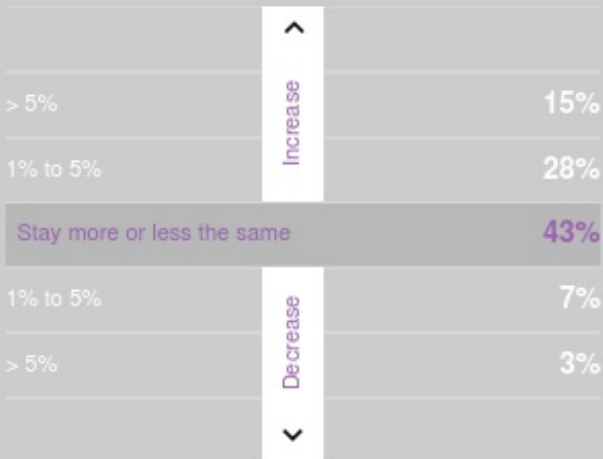 > 5% 15%
Increase
1% to 5% 28%
Stay more or less the same 43%
1% to 5% 7%
Decrease
> 5% 3%